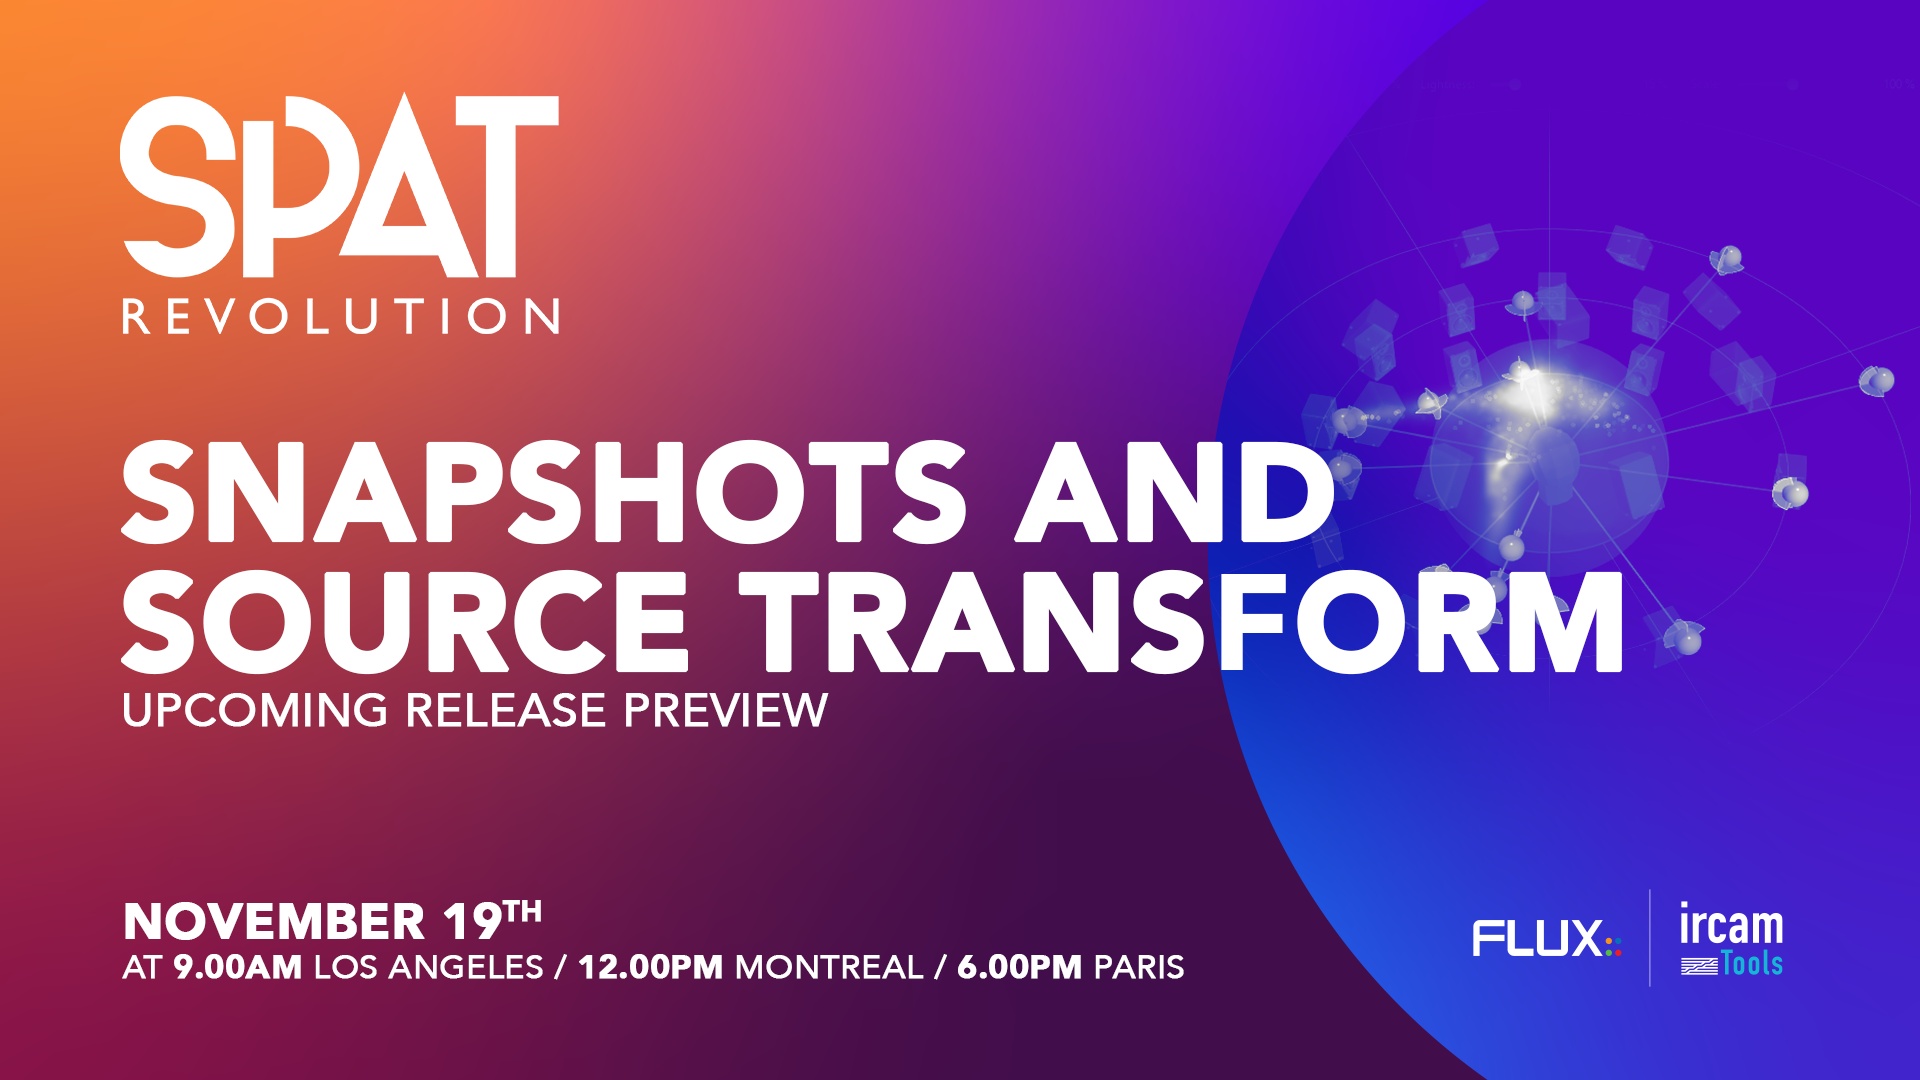 SPAT
REVOLUTION
SNAPSHOTS AND
SOURCE TRANSFORM
UPCOMING RELEASE PREVIEW
NOVEMBER 19TH
AT 9.00AM LOS ANGELES / 12.00PM MONTREAL / 6.00PM PARIS
FLUX::
ircam
Tools